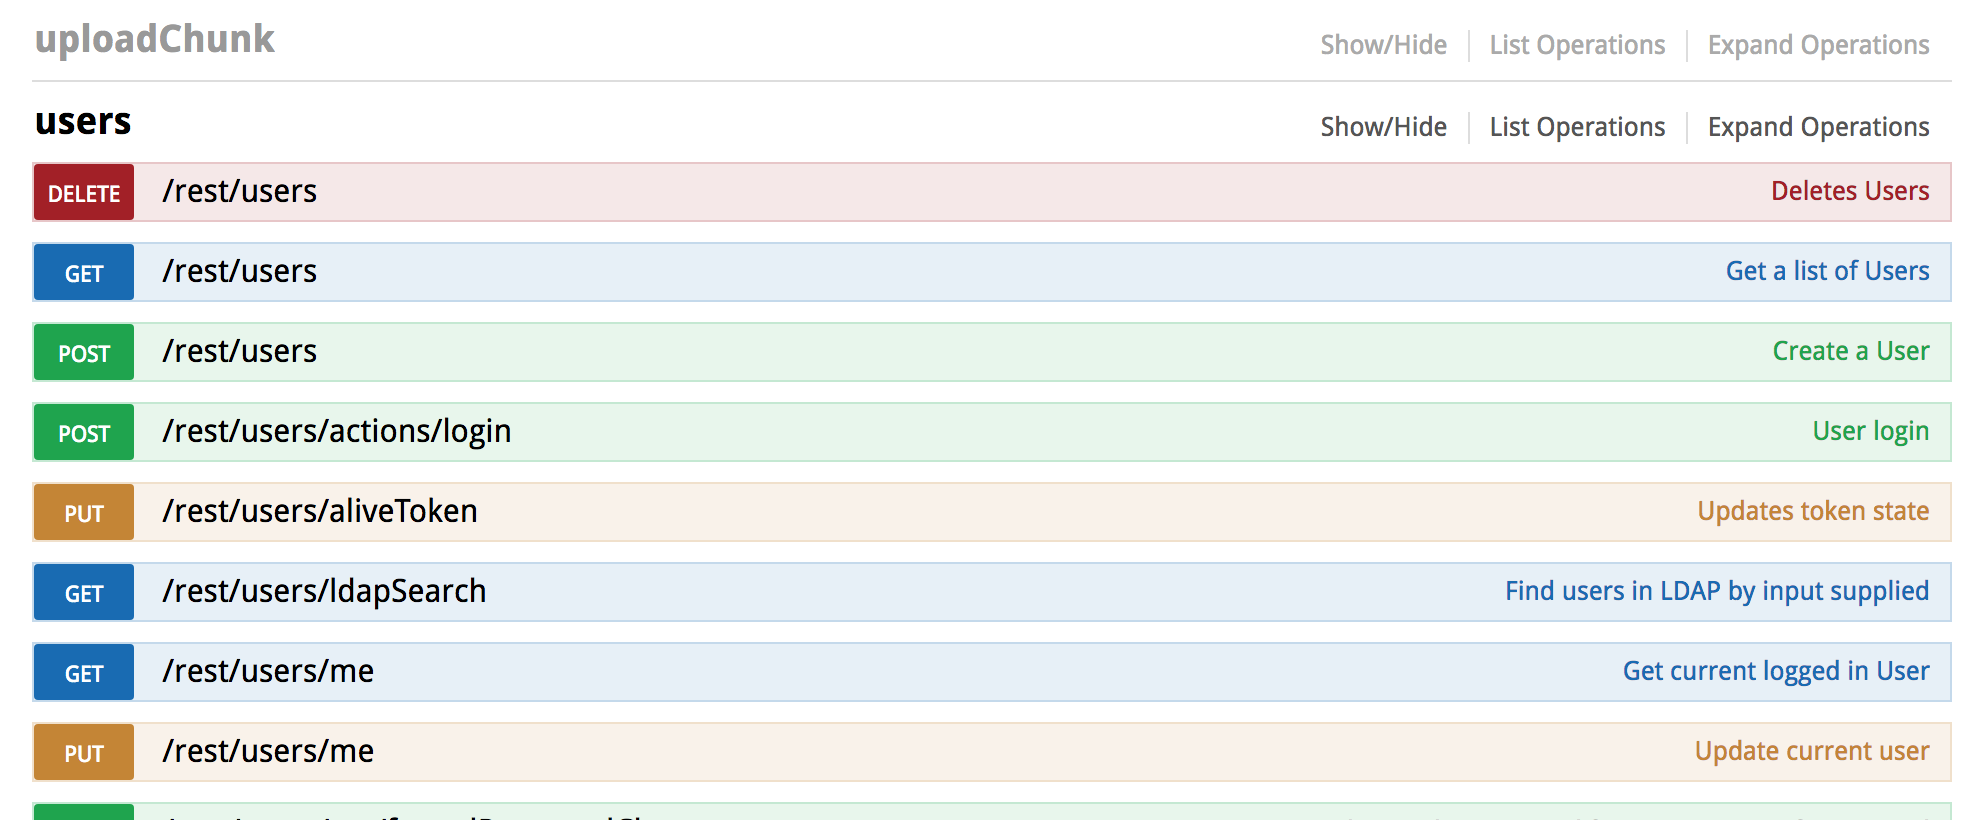 uploadChunk Show/Hide List Operations Expand Operations
users Show/Hide List Operations Expand Operations
DELETE /rest/users Deletes Users
GET /rest/users Get a list of Users
POST /rest/users Create a User
POST /rest/users/actions/login User login
PUT /rest/users/aliveToken Updates token state
GET /rest/users/ldapSearch Find users in LDAP by input supplied
GET /rest/users/me Get current logged in User
PUT /rest/users/me Update current user